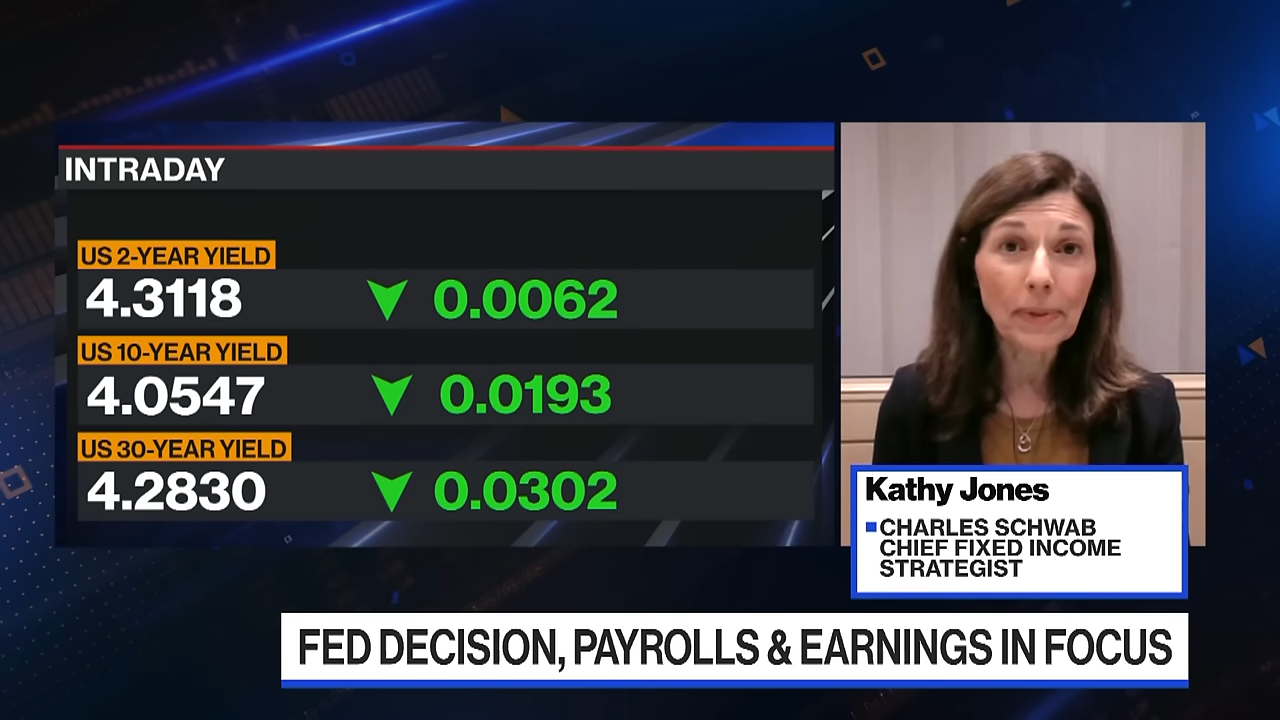 INTRADAY
US 2-YEAR YIELD
4.3118 ▼ 0.0062
US 10-YEAR YIELD
4.0547 ▼ 0.0193
US 30-YEAR YIELD
4.2830 ▼ 0.0302
Kathy Jones
CHARLES SCHWAB
CHIEF FIXED INCOME
STRATEGIST
FED DECISION, PAYROLLS & EARNINGS IN FOCUS